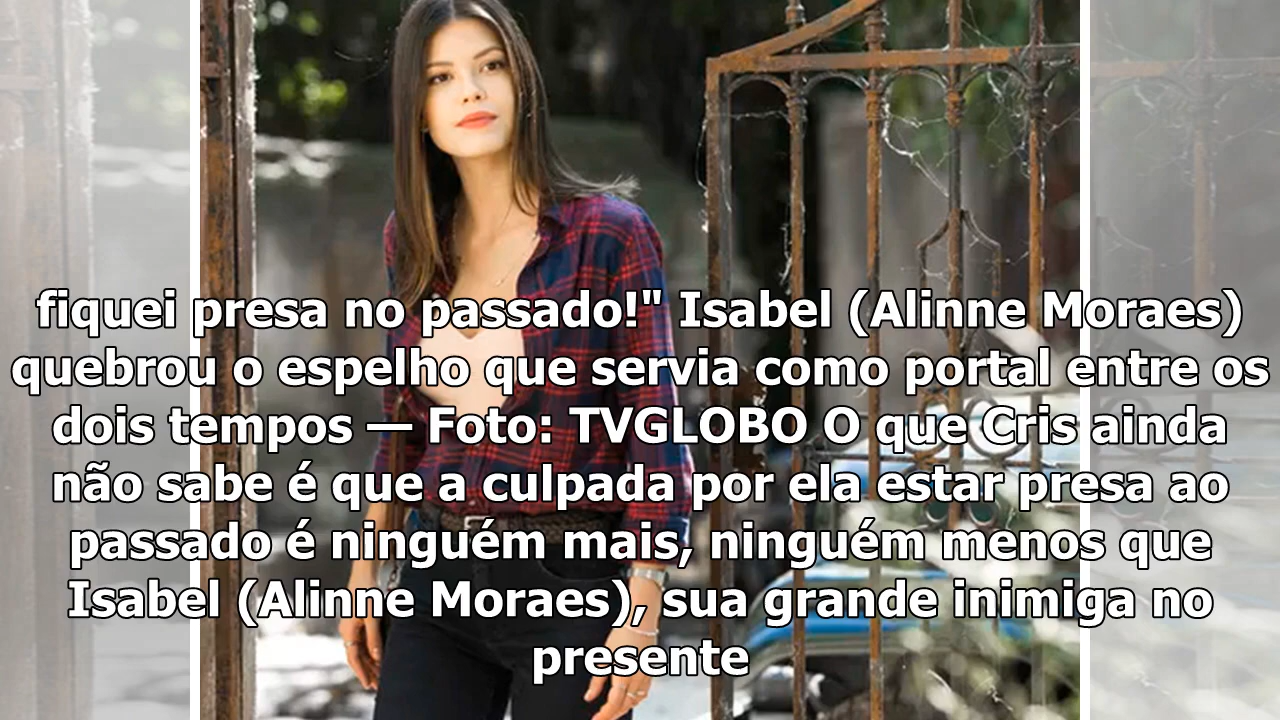 fiquei presa no passado!" Isabel (Alinne Moraes)
quebrou o espelho que servia como portal entre os
dois tempos — Foto: TVGLOBO O que Cris ainda
não sabe é que a culpada por ela estar presa ao
passado é ninguém mais, ninguém menos que
Isabel (Alinne Moraes), sua grande inimiga no
presente